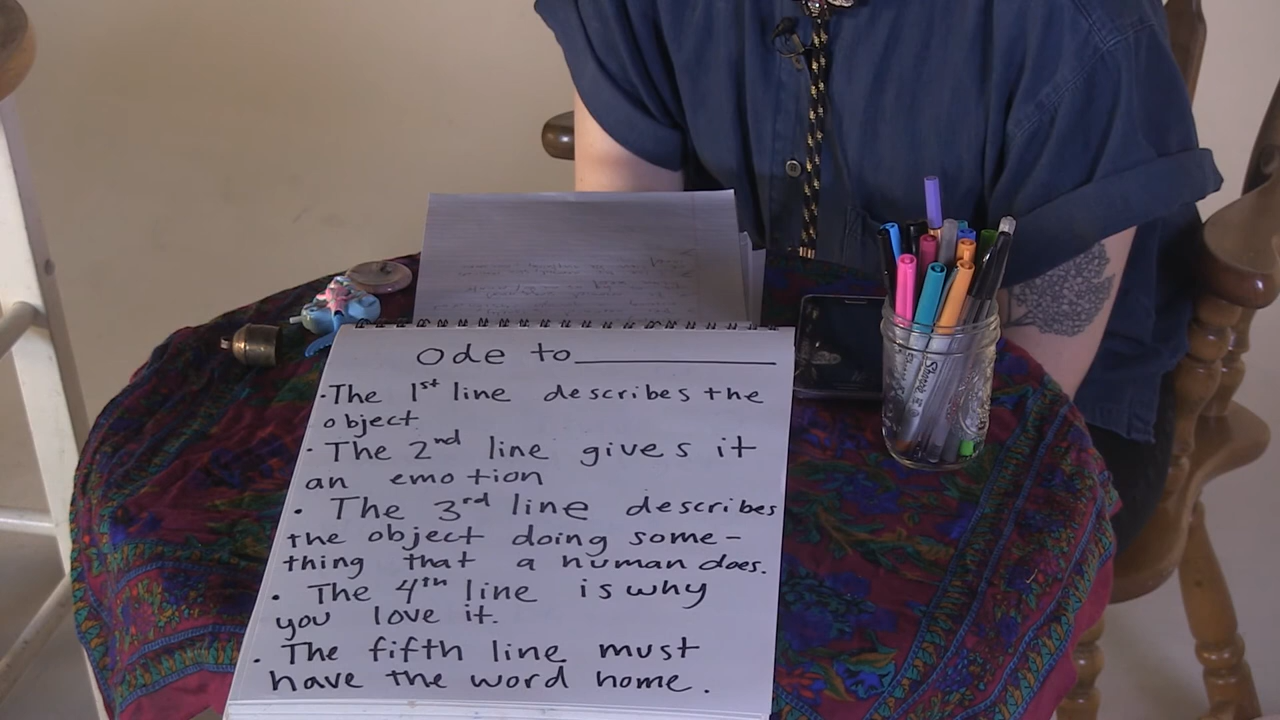 Ode to__________
·The 1st line describes the
object
· The 2nd line gives it
an emotion
· The 3rd line describes
the object doing some-
thing that a human does.
· The 4th line is why
you love it.
· The fifth line must
have the word home.
Sharpie